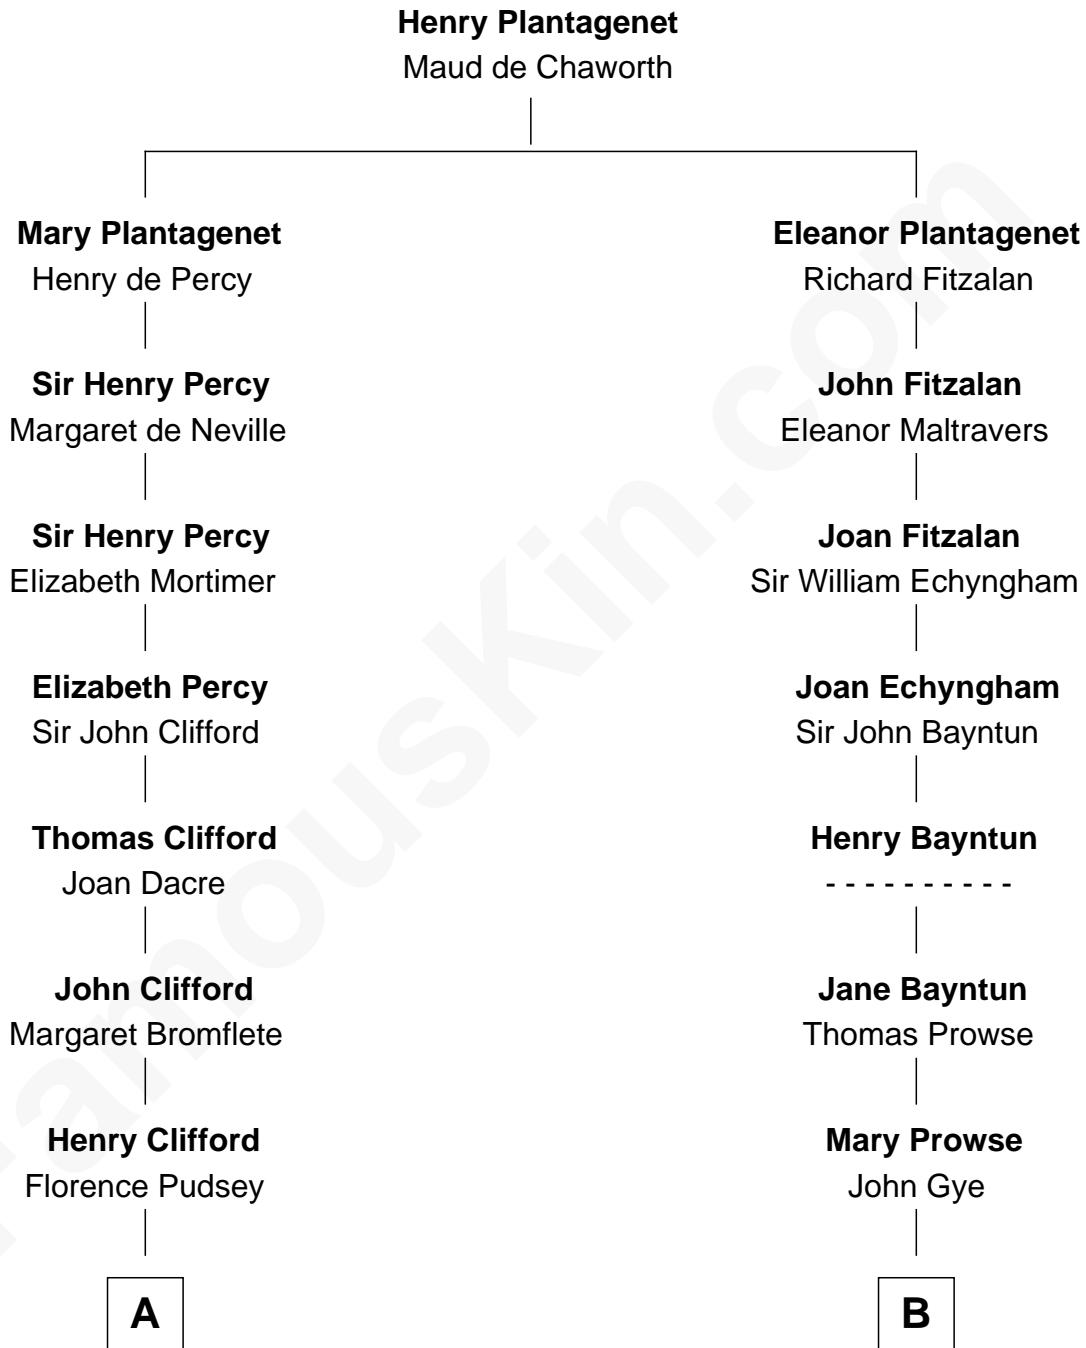 Henry Plantagenet
Maud de Chaworth
Mary Plantagenet
Henry de Percy
Eleanor Plantagenet
Richard Fitzalan
Sir Henry Percy
Margaret de Neville
John Fitzalan
Eleanor Maltravers
Sir Henry Percy
Elizabeth Mortimer
Joan Fitzalan
Sir William Echyngham
Elizabeth Percy
Sir John Clifford
Joan Echyngham
Sir John Bayntun
Thomas Clifford
Joan Dacre
Henry Bayntun
- - - - - - - - - -
John Clifford
Margaret Bromflete
Jane Bayntun
Thomas Prowse
Henry Clifford
Florence Pudsey
Mary Prowse
John Gye
A
B
FamousKin.com